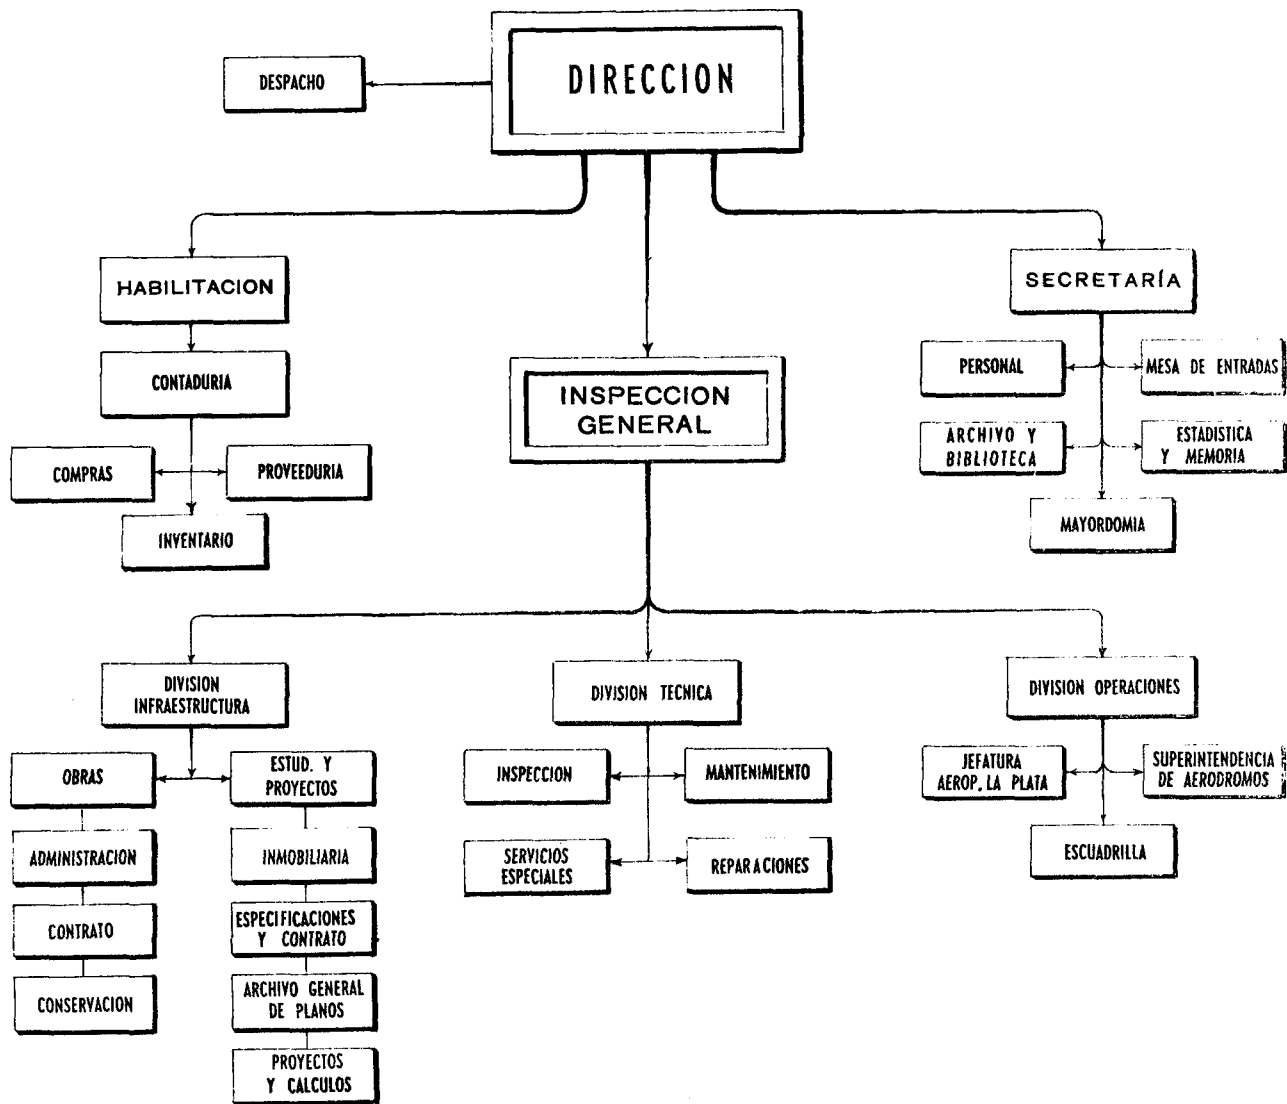 DIRECCION
DESPACHO
HABILITACION
SECRETARÍA
CONTADURIA
INSPECCION
GENERAL
PERSONAL
MESA DE ENTRADAS
COMPRAS
PROVEEDURIA
ARCHIVO Y
BIBLIOTECA
ESTADISTICA
Y MEMORIA
INVENTARIO
MAYORDOMIA
DIVISION
INFRAESTRUCTURA
DIVISION TECNICA
DIVISION OPERACIONES
OBRAS
ESTUD. Y
PROYECTOS
INSPECCION
MANTENIMIENTO
JEFATURA
AEROP. LA PLATA
SUPERINTENDENCIA
DE AERODROMOS
ADMINISTRACION
INMOBILIARIA
SERVICIOS
ESPECIALES
REPARACIONES
ESCUADRILLA
CONTRATO
ESPECIFICACIONES
Y CONTRATO
CONSERVACION
ARCHIVO GENERAL
DE PLANOS
PROYECTOS
Y CALCULOS